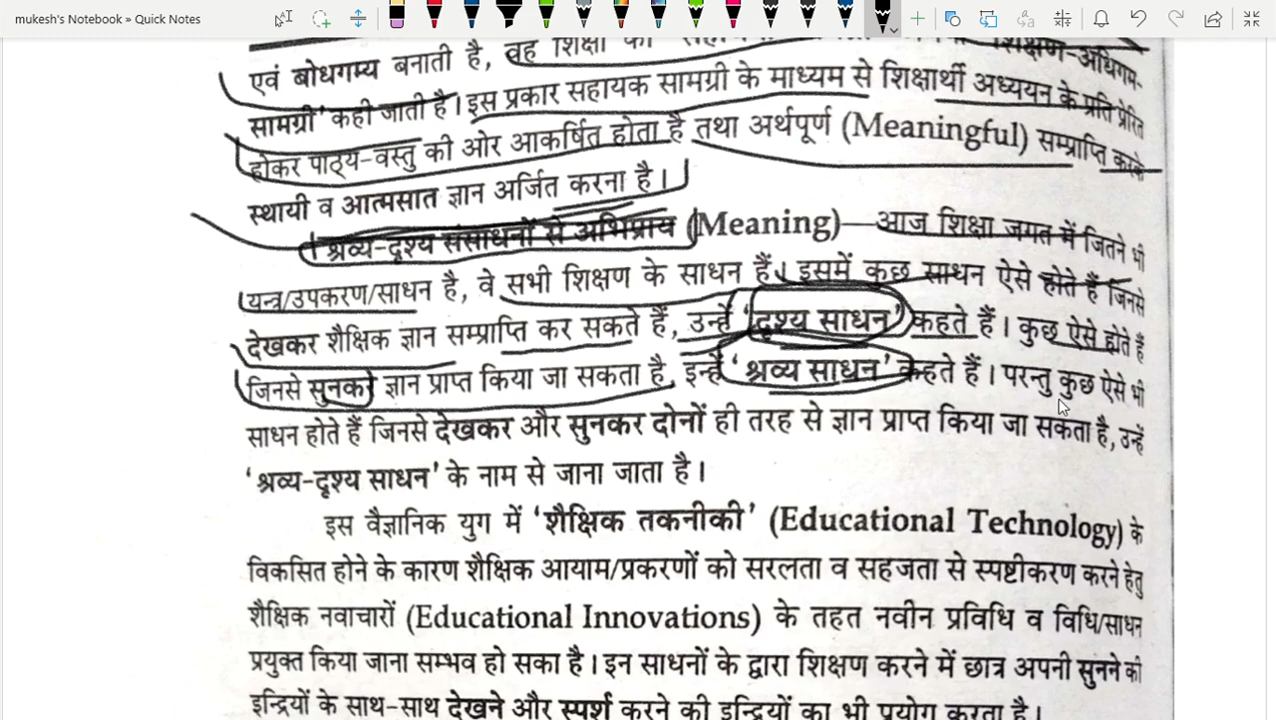 mukesh's Notebook » Quick Notes
वह शिक्षा की शिक्षण-अधिगम-
एवं बोधगम्य बनाती है,
सामग्री' कही जाती है। इस प्रकार सहायक सामग्री के माध्यम से शिक्षार्थी अध्ययन के प्रति प्रेरित
होकर पाठ्य-वस्तु की ओर आकर्षित होता है तथा अर्थपूर्ण (Meaningful) सम्प्राप्ति करके
स्थायी व आत्मसात ज्ञान अर्जित करना है।
श्रव्य-दृश्य संसाधनों से अभिप्राय (Meaning)—आज शिक्षा जगत में जितने भी
यन्त्र/उपकरण/साधन है, वे सभी शिक्षण के साधन हैं। इसमें कुछ साधन ऐसे होते हैं जिनसे
देखकर शैक्षिक ज्ञान सम्प्राप्ति कर सकते हैं, उन्हें 'दृश्य साधन' कहते हैं। कुछ ऐसे होते हैं
जिनसे सुनकर ज्ञान प्राप्त किया जा सकता है, इन्हें 'श्रव्य साधन' कहते हैं। परन्तु कुछ ऐसे भी
साधन होते हैं जिनसे देखकर और सुनकर दोनों ही तरह से ज्ञान प्राप्त किया जा सकता है, उन्हें
'श्रव्य-दृश्य साधन' के नाम से जाना जाता है।
इस वैज्ञानिक युग में 'शैक्षिक तकनीकी' (Educational Technology) के
विकसित होने के कारण शैक्षिक आयाम/प्रकरणों को सरलता व सहजता से स्पष्टीकरण करने हेतु
शैक्षिक नवाचारों (Educational Innovations) के तहत नवीन प्रविधि व विधि/साधन
प्रयुक्त किया जाना सम्भव हो सका है। इन साधनों के द्वारा शिक्षण करने में छात्र अपनी सुनने की
इन्द्रियों के साथ-साथ देखने और स्पर्श करने की इन्द्रियों का भी प्रयोग करता है।